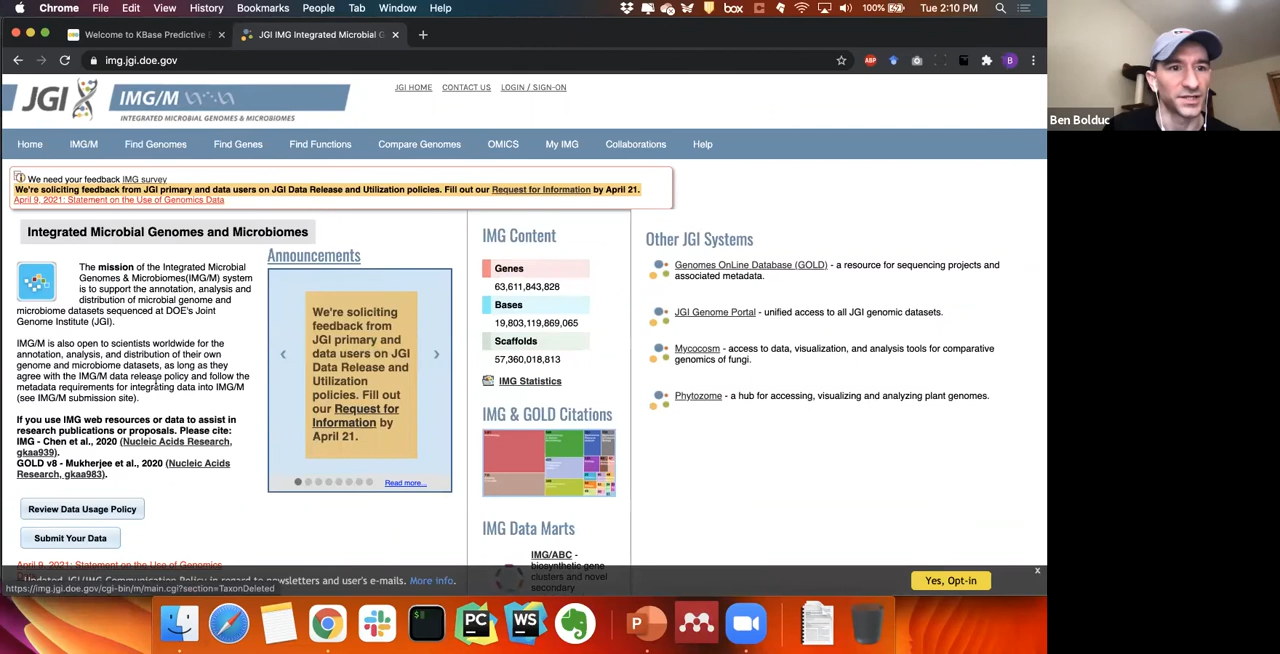 Chrome File Edit View History Bookmarks People Tab Window Help
box 100% Tue 2:10 PM
Welcome to KBase Predictive
JGI IMG Integrated Microbial G
img.jgi.doe.gov
ABP
B
JGI
IMG/M
INTEGRATED MICROBIAL GENOMES & MICROBIOMES
JGI HOME CONTACT US LOGIN / SIGN-ON
Home IMG/M Find Genomes Find Genes Find Functions Compare Genomes OMICS My IMG Collaborations Help
We need your feedback IMG survey
We're soliciting feedback from JGI primary and data users on JGI Data Release and Utilization policies. Fill out our Request for Information by April 21.
April 9, 2021: Statement on the Use of Genomics Data
Integrated Microbial Genomes and Microbiomes
The mission of the Integrated Microbial
Genomes & Microbiomes(IMG/M) system
is to support the annotation, analysis and
distribution of microbial genome and
microbiome datasets sequenced at DOE's Joint
Genome Institute (JGI).
IMG/M is also open to scientists worldwide for the
annotation, analysis, and distribution of their own
genome and microbiome datasets, as long as they
agree with the IMG/M data release policy and follow the
metadata requirements for integrating data into IMG/M
(see IMG/M submission site).
If you use IMG web resources or data to assist in
research publications or proposals. Please cite:
IMG - Chen et al., 2020 (Nucleic Acids Research,
gkaa939).
GOLD v8 - Mukherjee et al., 2020 (Nucleic Acids
Research, gkaa983).
Review Data Usage Policy
Submit Your Data
April 9, 2021: Statement on the Use of Genomics
Announcements
We're soliciting
feedback from
JGI primary and
data users on JGI
Data Release and
Utilization
policies. Fill out
our Request for
Information by
April 21.
Read more...
IMG Content
Genes
63,611,843,828
Bases
19,803,119,869,065
Scaffolds
57,360,018,813
IMG Statistics
IMG & GOLD Citations
IMG Data Marts
IMG/ABC -
biosynthetic gene
clusters and novel
secondary
Other JGI Systems
Genomes OnLine Database (GOLD) - a resource for sequencing projects and
associated metadata.
JGI Genome Portal - unified access to all JGI genomic datasets.
Mycocosm - access to data, visualization, and analysis tools for comparative
genomics of fungi.
Phytozome - a hub for accessing, visualizing and analyzing plant genomes.
Updated JGI/IMG Communication Policy in regard to newsletters and user's e-mails. More info.
Yes, Opt-in
x
https://img.jgi.doe.gov/cgi-bin/m/main.cgi?section=TaxonDeleted
PC
WS
P
Ben Bolduc